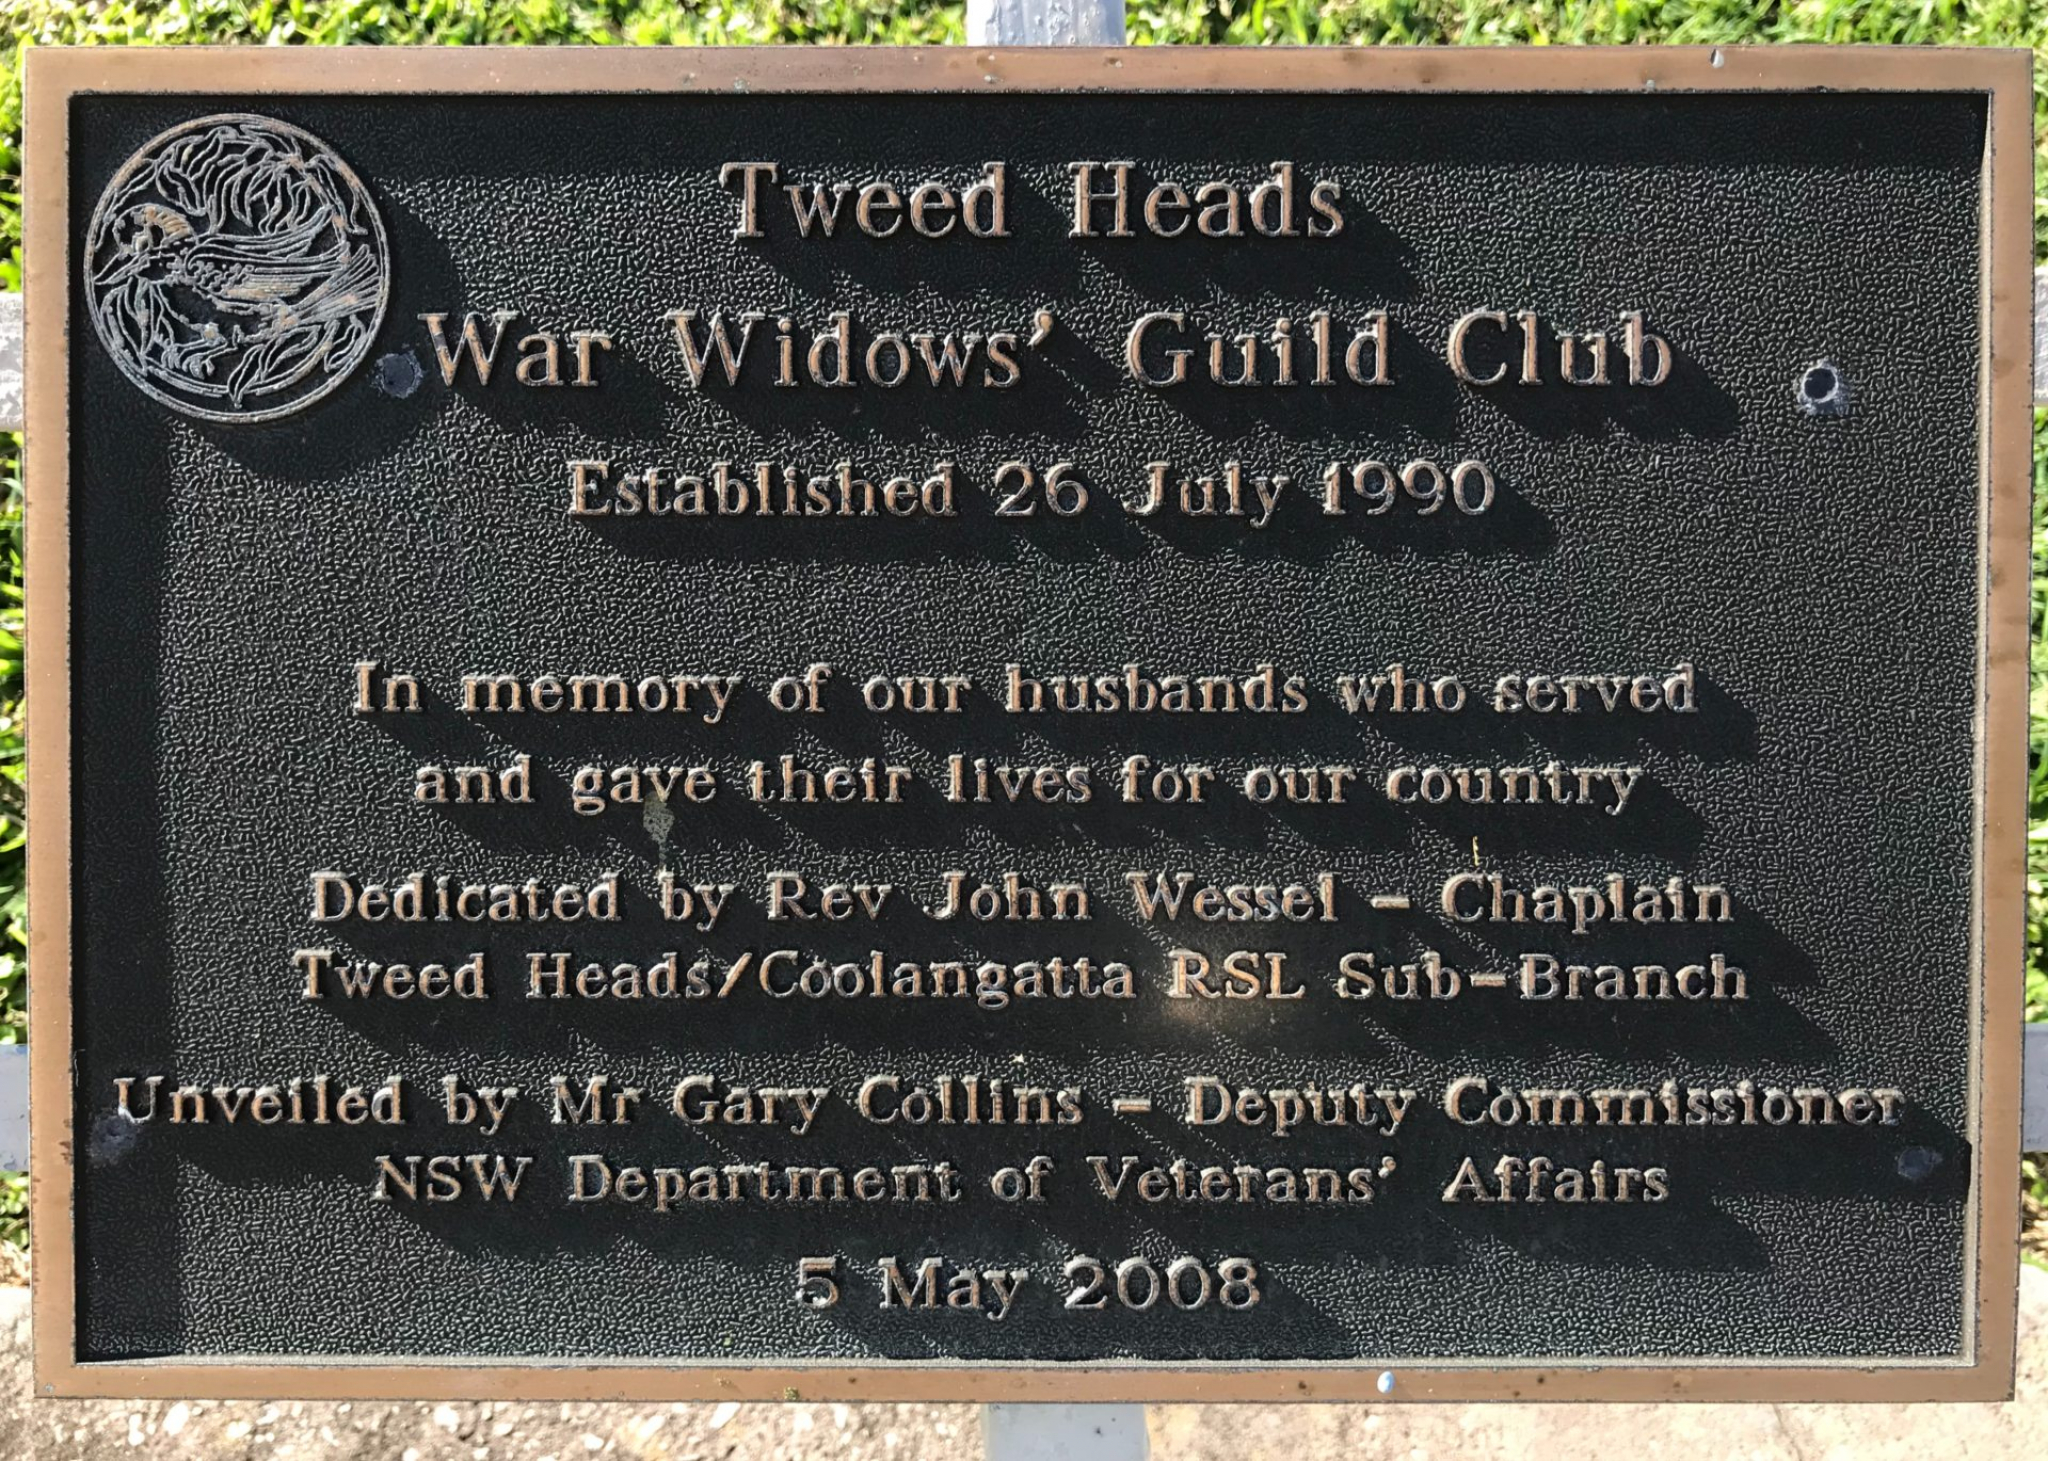 Tweed Heads
War Widows' Guild Club
Established 26 July 1990
In memory of our husbands who served
and gave their lives for our country
Dedicated by Rev John Wessel - Chaplain
Tweed Heads/Coolangatta RSL Sub-Branch
Unveiled by Mr Gary Collins - Deputy Commissioner
NSW Department of Veterans' Affairs
5 May 2008